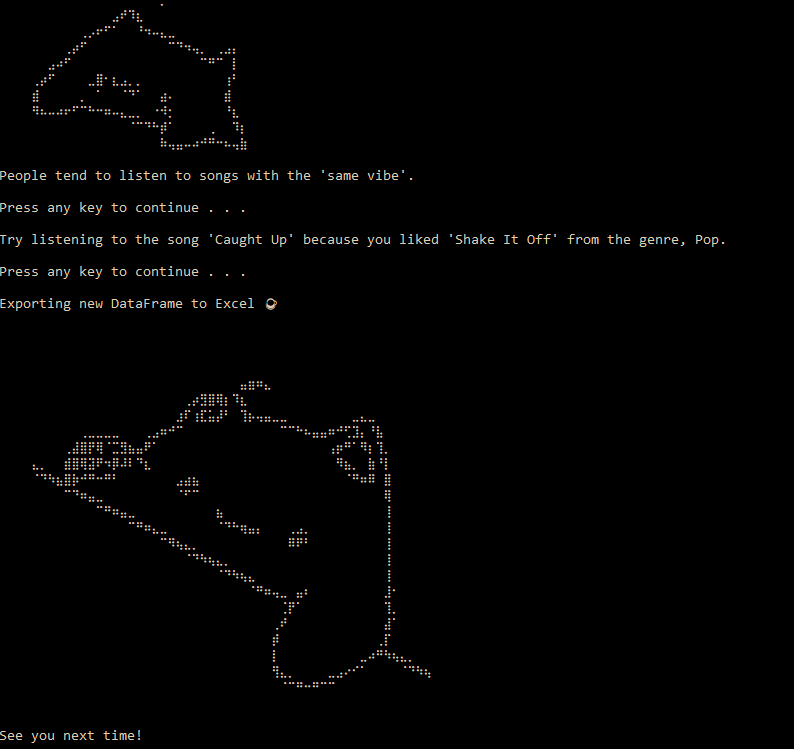 People tend to listen to songs with the 'same vibe'.
Press any key to continue . . .
Try listening to the song 'Caught Up' because you liked 'Shake It Off' from the genre, Pop.
Press any key to continue . . .
Exporting new DataFrame to Excel
See you next time!